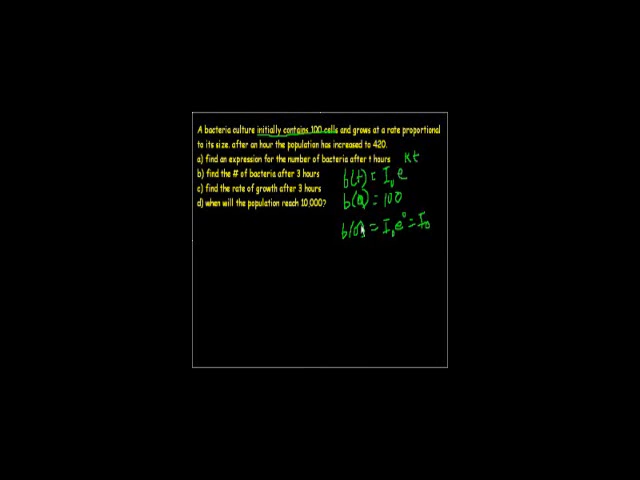 A bacteria culture initially contains 100 cells and grows at a rate proportional
to its size. after an hour the population has increased to 420.
a) find an expression for the number of bacteria after t hours
b) find the # of bacteria after 3 hours
c) find the rate of growth after 3 hours
d) when will the population reach 10,000?
b(t) = I₀e^Kt
b(0) = 100
b(0) = I₀e⁰ = I₀